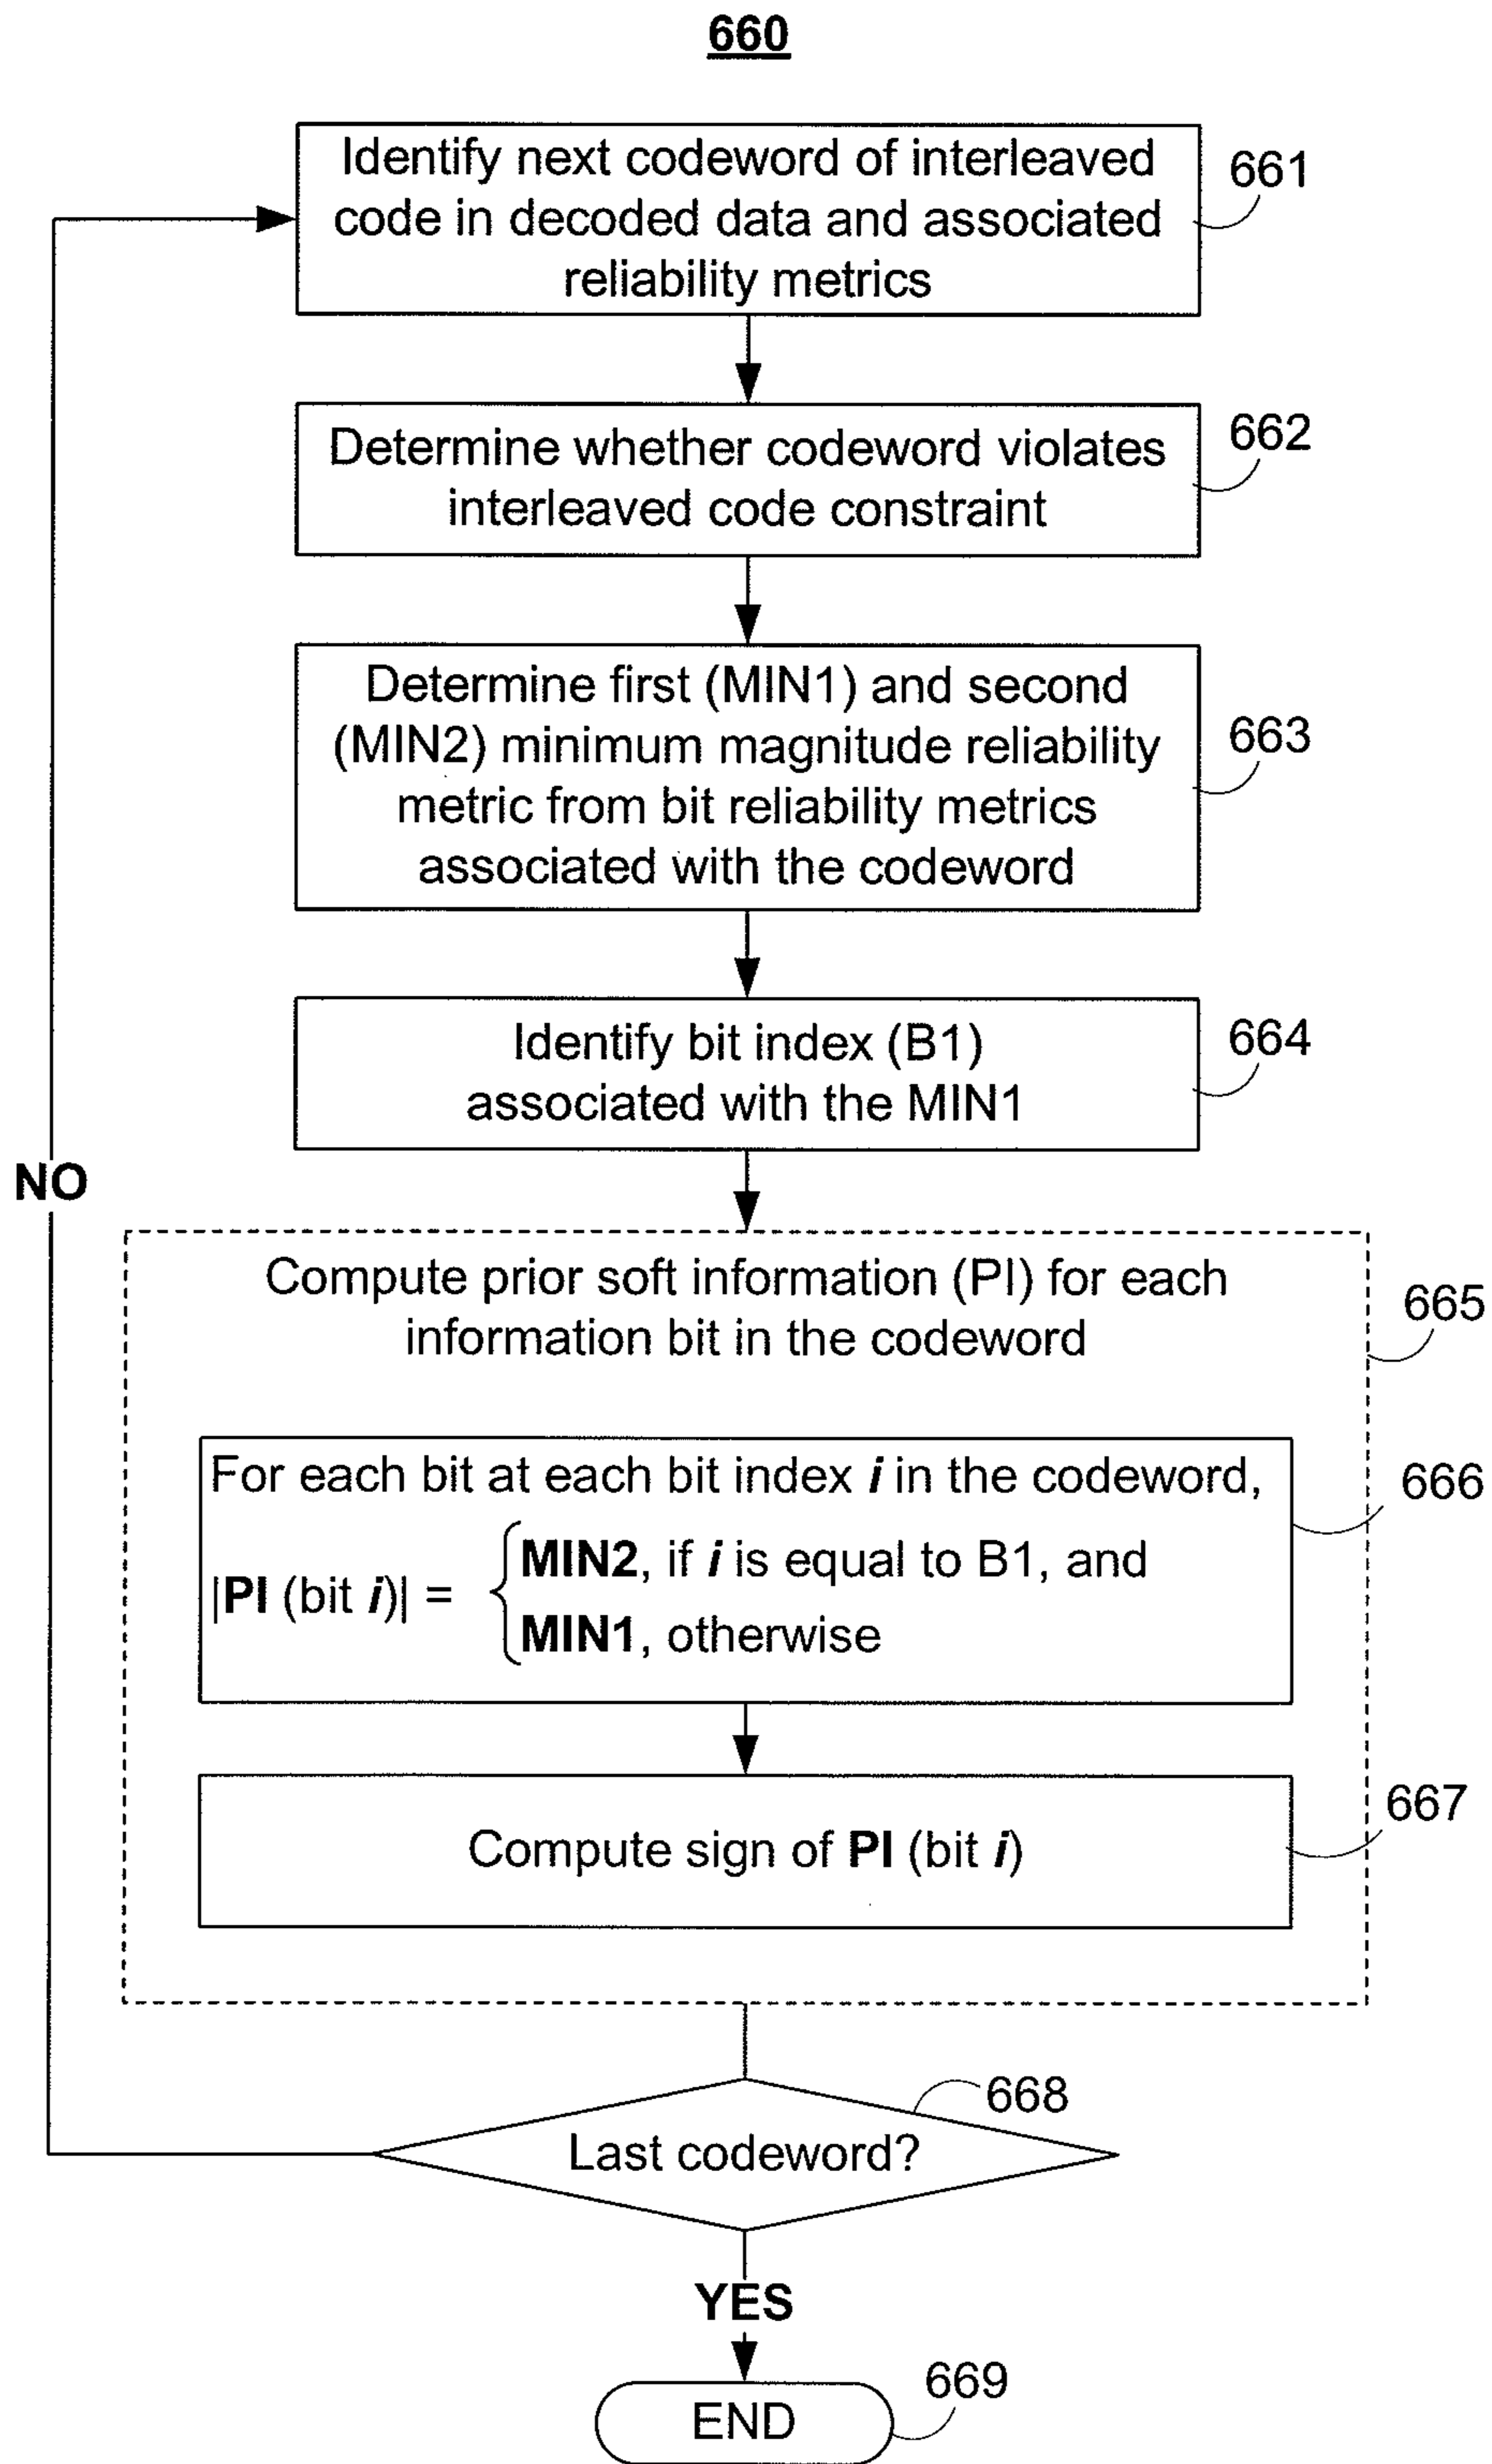 660
Identify next codeword of interleaved
code in decoded data and associated
reliability metrics
661
Determine whether codeword violates
interleaved code constraint
662
Determine first (MIN1) and second
(MIN2) minimum magnitude reliability
metric from bit reliability metrics
associated with the codeword
663
Identify bit index (B1)
associated with the MIN1
664
NO
Compute prior soft information (PI) for each
information bit in the codeword
665
For each bit at each bit index i in the codeword,
|PI (bit i)| =
MIN2, if i is equal to B1, and
MIN1, otherwise
666
Compute sign of PI (bit i)
667
Last codeword?
668
YES
END
669